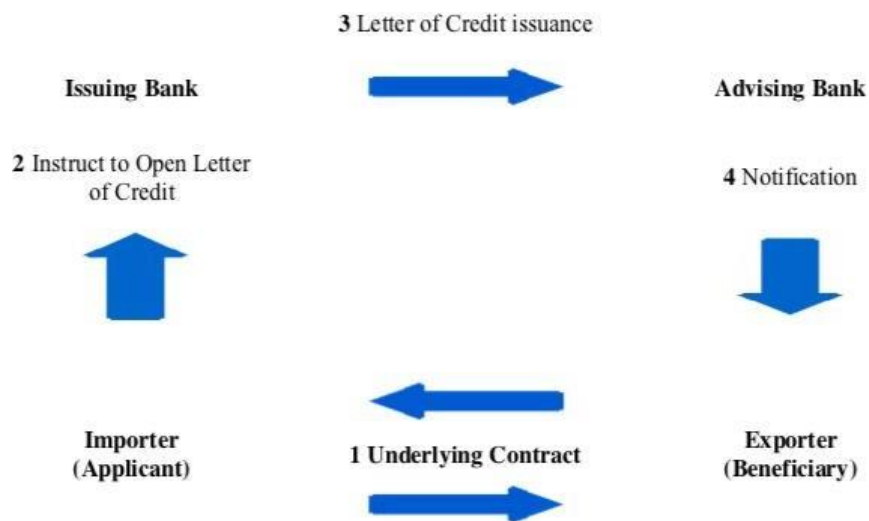 3 Letter of Credit issuance
Issuing Bank
Advising Bank
2 Instruct to Open Letter
of Credit
4 Notification
Importer
(Applicant)
1 Underlying Contract
Exporter
(Beneficiary)